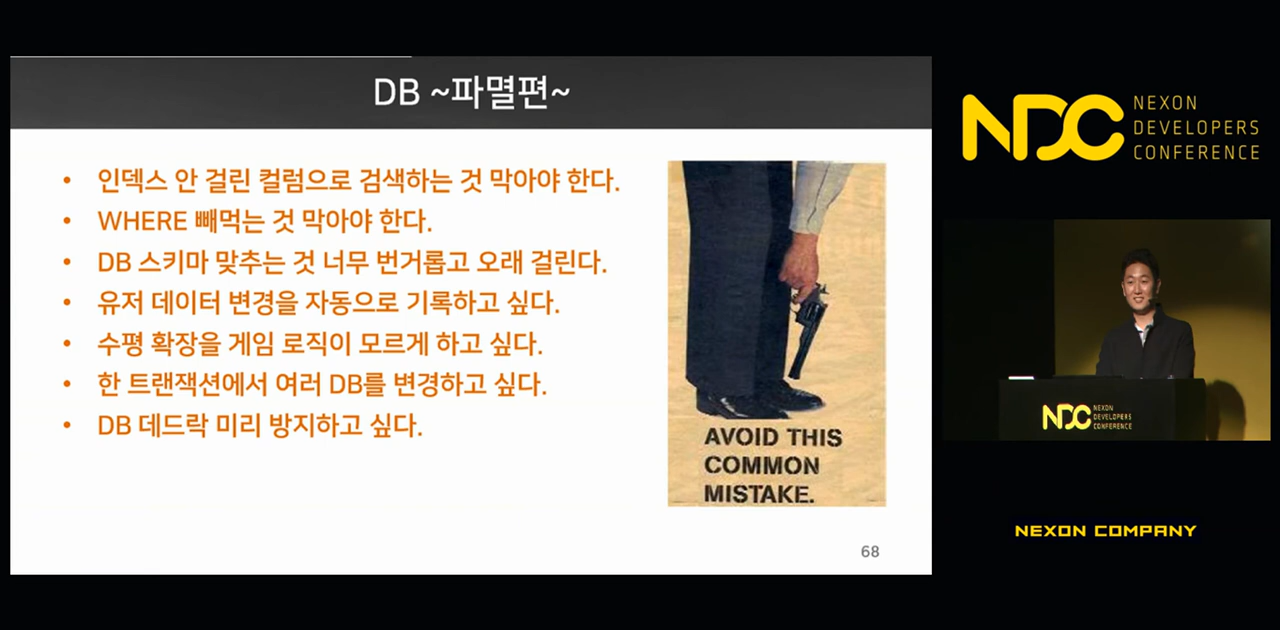 DB ~파멸편~
• 인덱스 안 걸린 컬럼으로 검색하는 것 막아야 한다.
• WHERE 빼먹는 것 막아야 한다.
• DB 스키마 맞추는 것 너무 번거롭고 오래 걸린다.
• 유저 데이터 변경을 자동으로 기록하고 싶다.
• 수평 확장을 게임 로직이 모르게 하고 싶다.
• 한 트랜잭션에서 여러 DB를 변경하고 싶다.
• DB 데드락 미리 방지하고 싶다.
AVOID THIS
COMMON
MISTAKE.
68
NDC
NEXON
DEVELOPERS
CONFERENCE
NDC
NEXON
DEVELOPERS
CONFERENCE
NEXON COMPANY